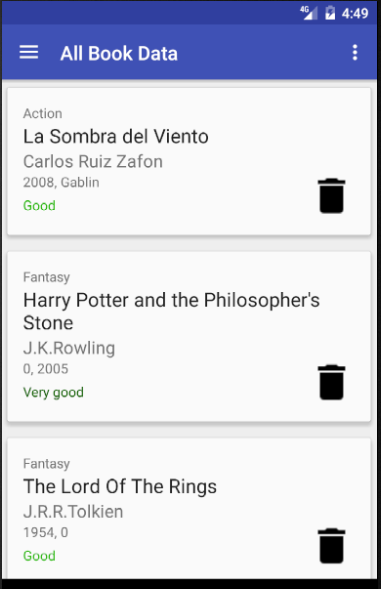 4G 4:49
All Book Data
Action
La Sombra del Viento
Carlos Ruiz Zafon
2008, Gablin
Good
Fantasy
Harry Potter and the Philosopher's
Stone
J.K.Rowling
0, 2005
Very good
Fantasy
The Lord Of The Rings
J.R.R.Tolkien
1954, 0
Good